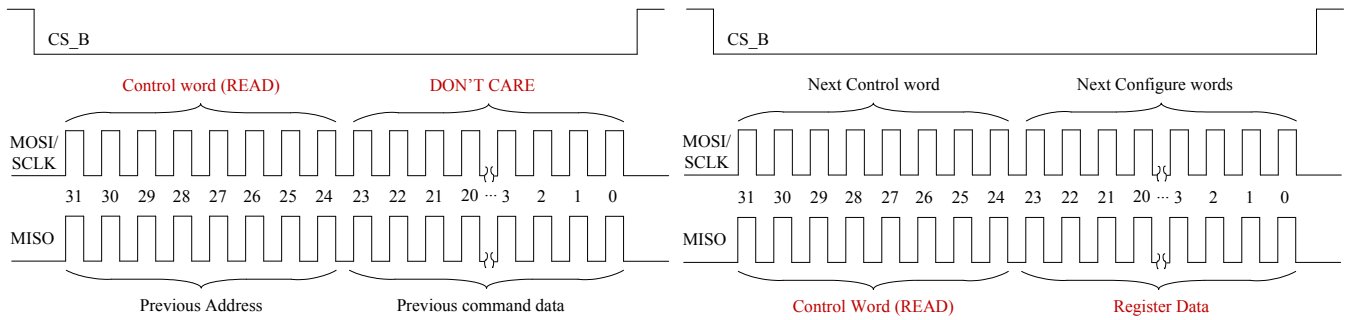 CS_B
Control word (READ) DON'T CARE
MOSI/
SCLK
31 30 29 28 27 26 25 24 23 22 21 20 ··· 3 2 1 0
MISO
Previous Address Previous command data
CS_B
Next Control word Next Configure words
MOSI/
SCLK
31 30 29 28 27 26 25 24 23 22 21 20 ··· 3 2 1 0
MISO
Control Word (READ) Register Data